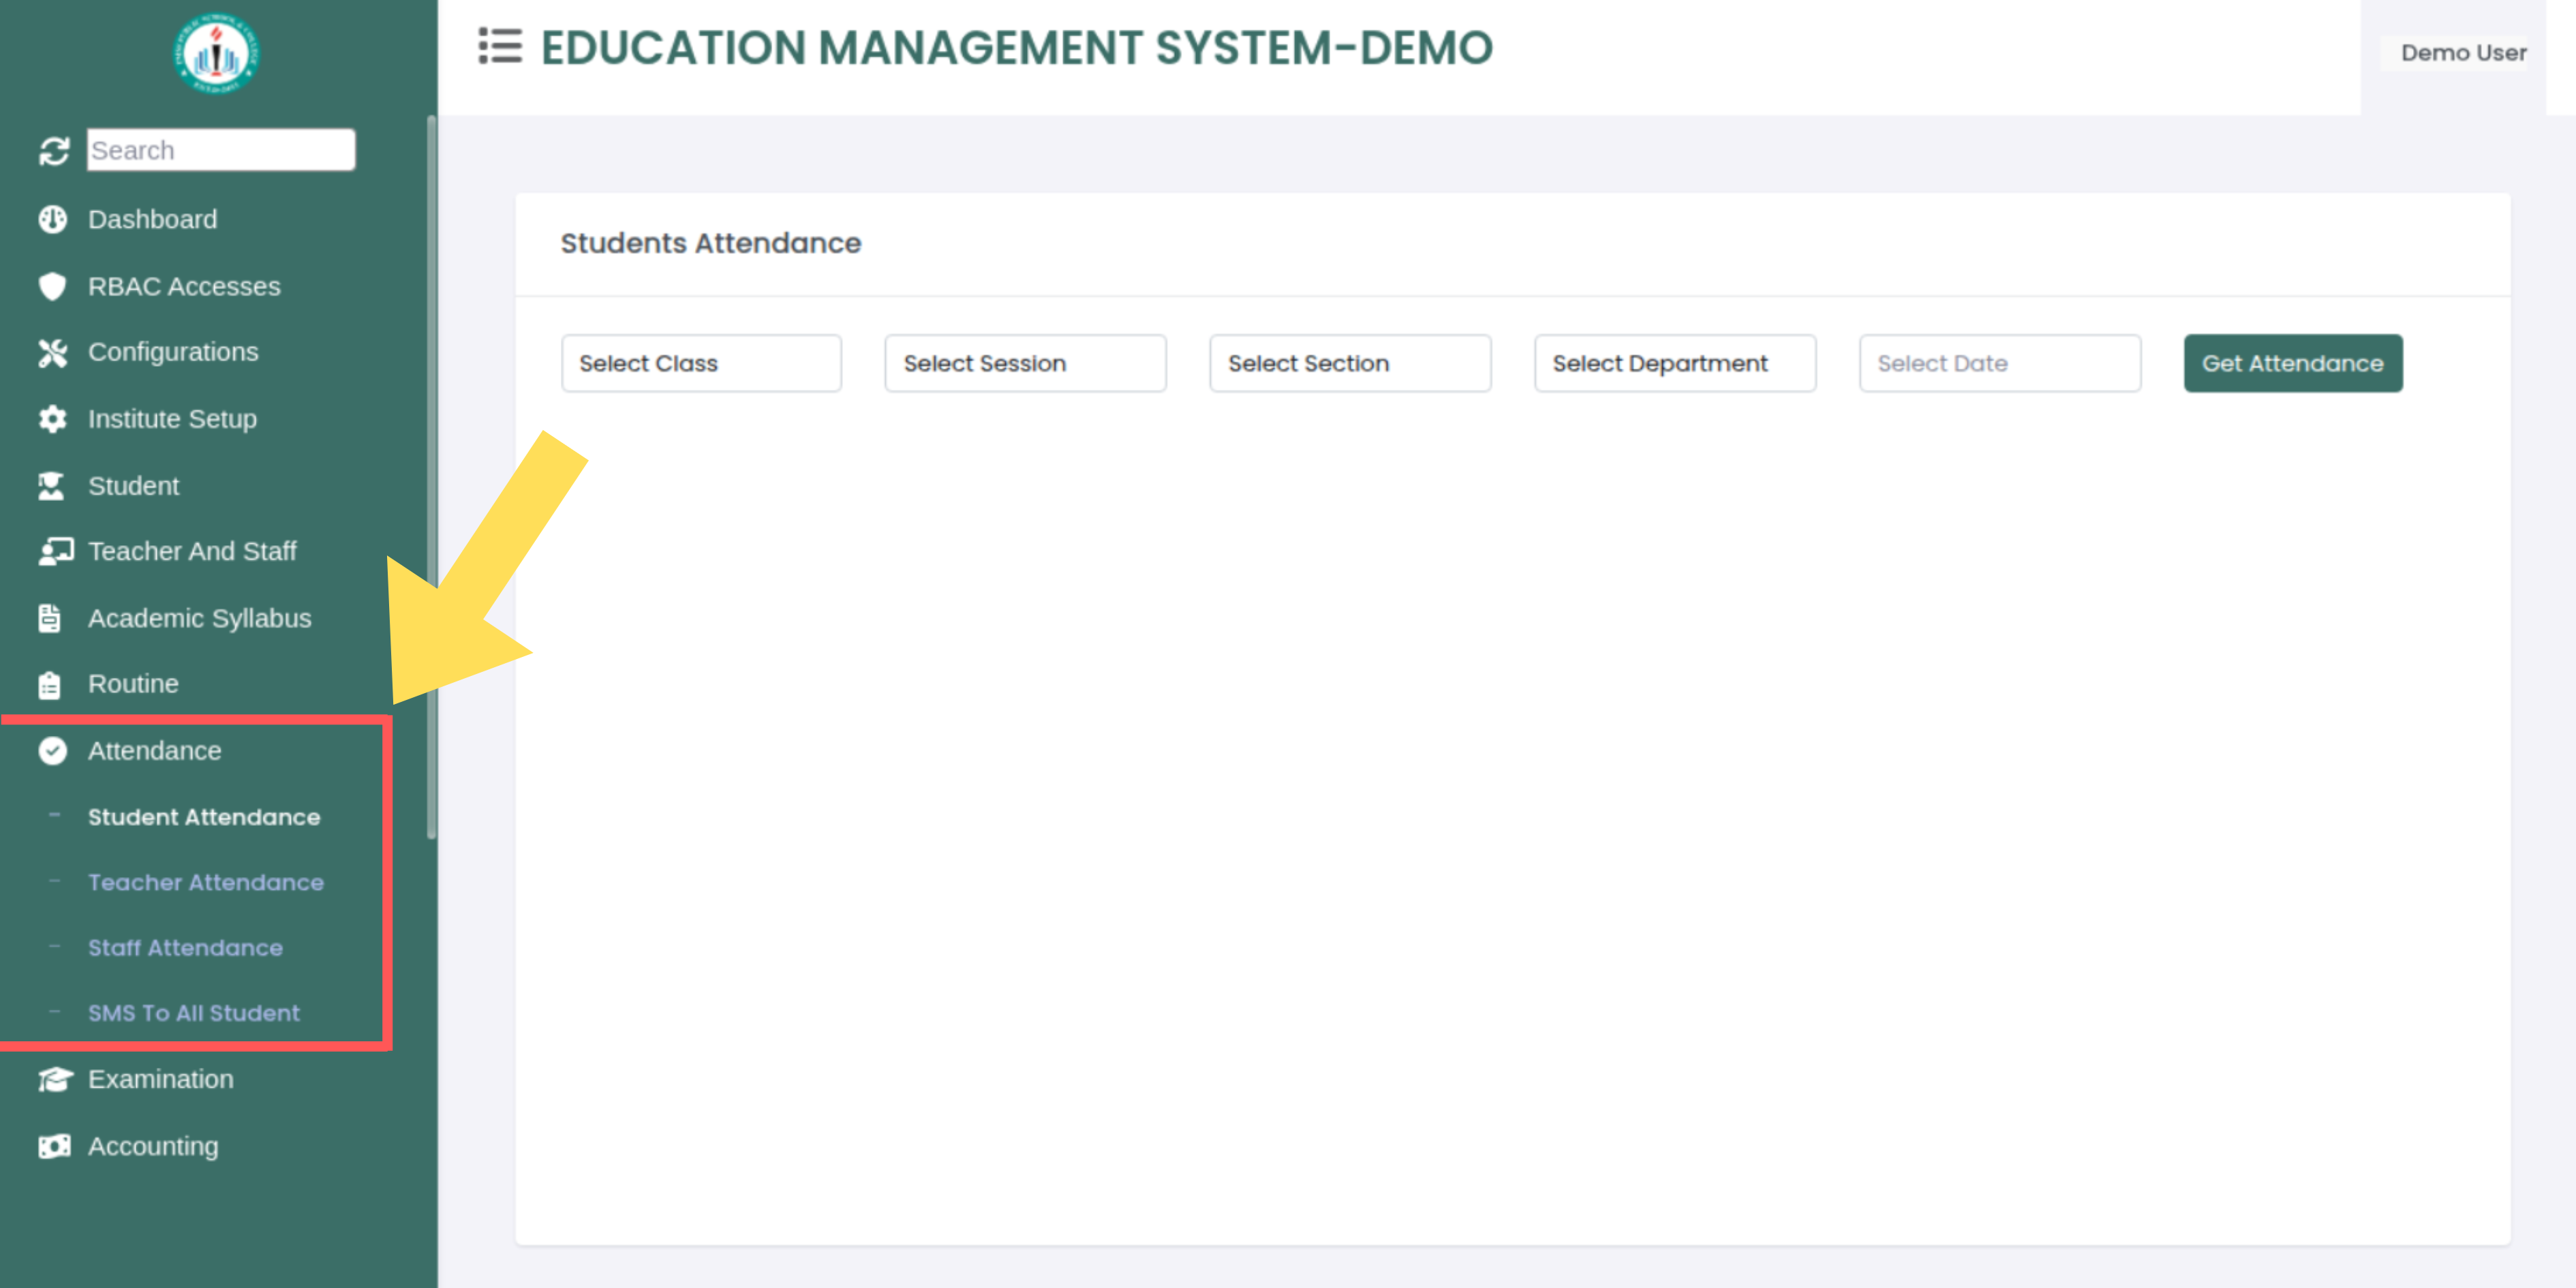 EDUCATION MANAGEMENT SYSTEM-DEMO
Demo User
Search
Dashboard
RBAC Accesses
Configurations
Institute Setup
Student
Teacher And Staff
Academic Syllabus
Routine
Attendance
- Student Attendance
- Teacher Attendance
- Staff Attendance
- SMS To All Student
Examination
Accounting
Students Attendance
Select Class Select Session Select Section Select Department Select Date Get Attendance